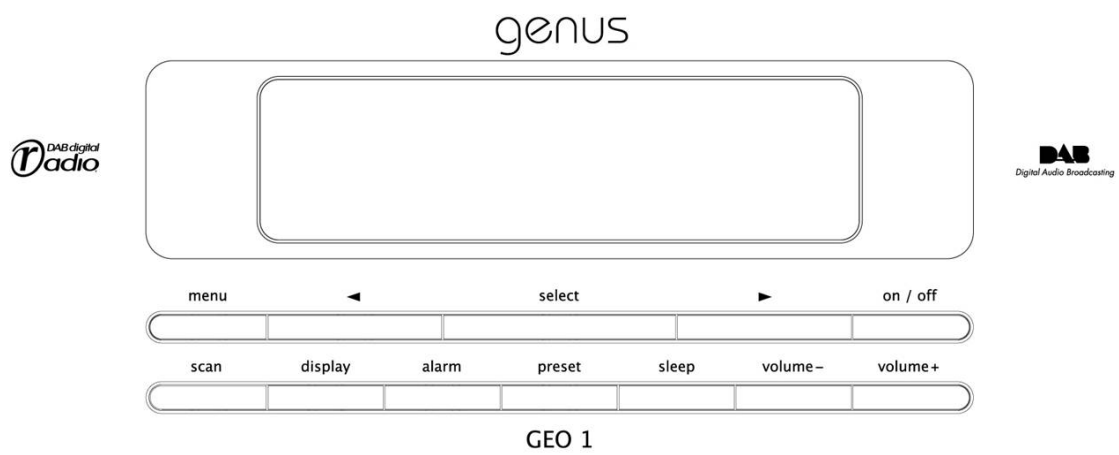 genus
DAB digital
radio
DAB
Digital Audio Broadcasting
menu ◄ select ► on / off
scan display alarm preset sleep volume– volume+
GEO 1